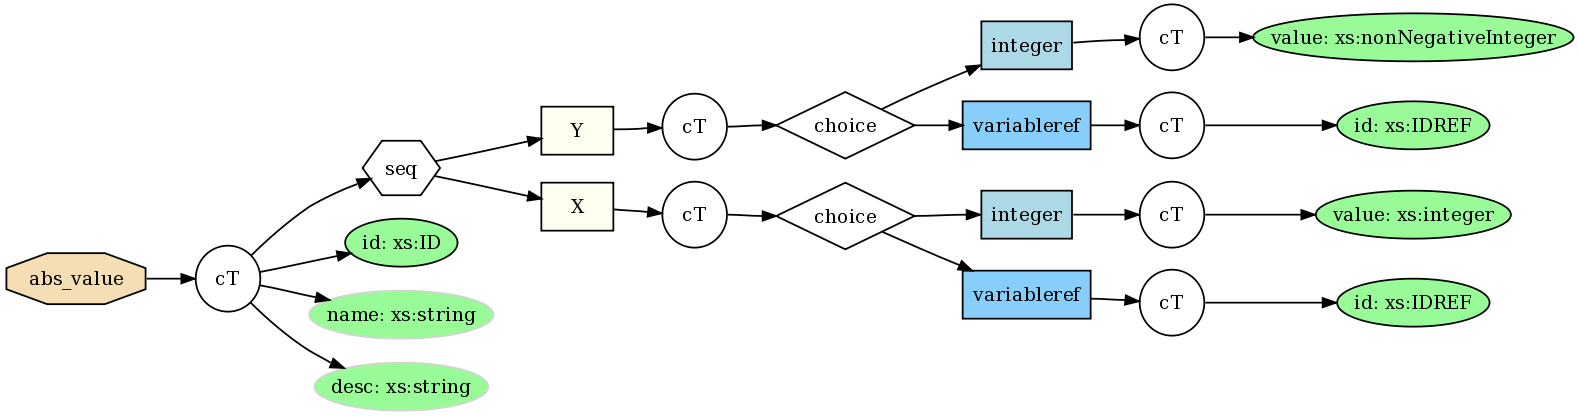 abs_value
cT
seq
id: xs:ID
name: xs:string
desc: xs:string
Y
cT
choice
integer
cT
value: xs:nonNegativeInteger
variableref
cT
id: xs:IDREF
X
cT
choice
integer
cT
value: xs:integer
variableref
cT
id: xs:IDREF